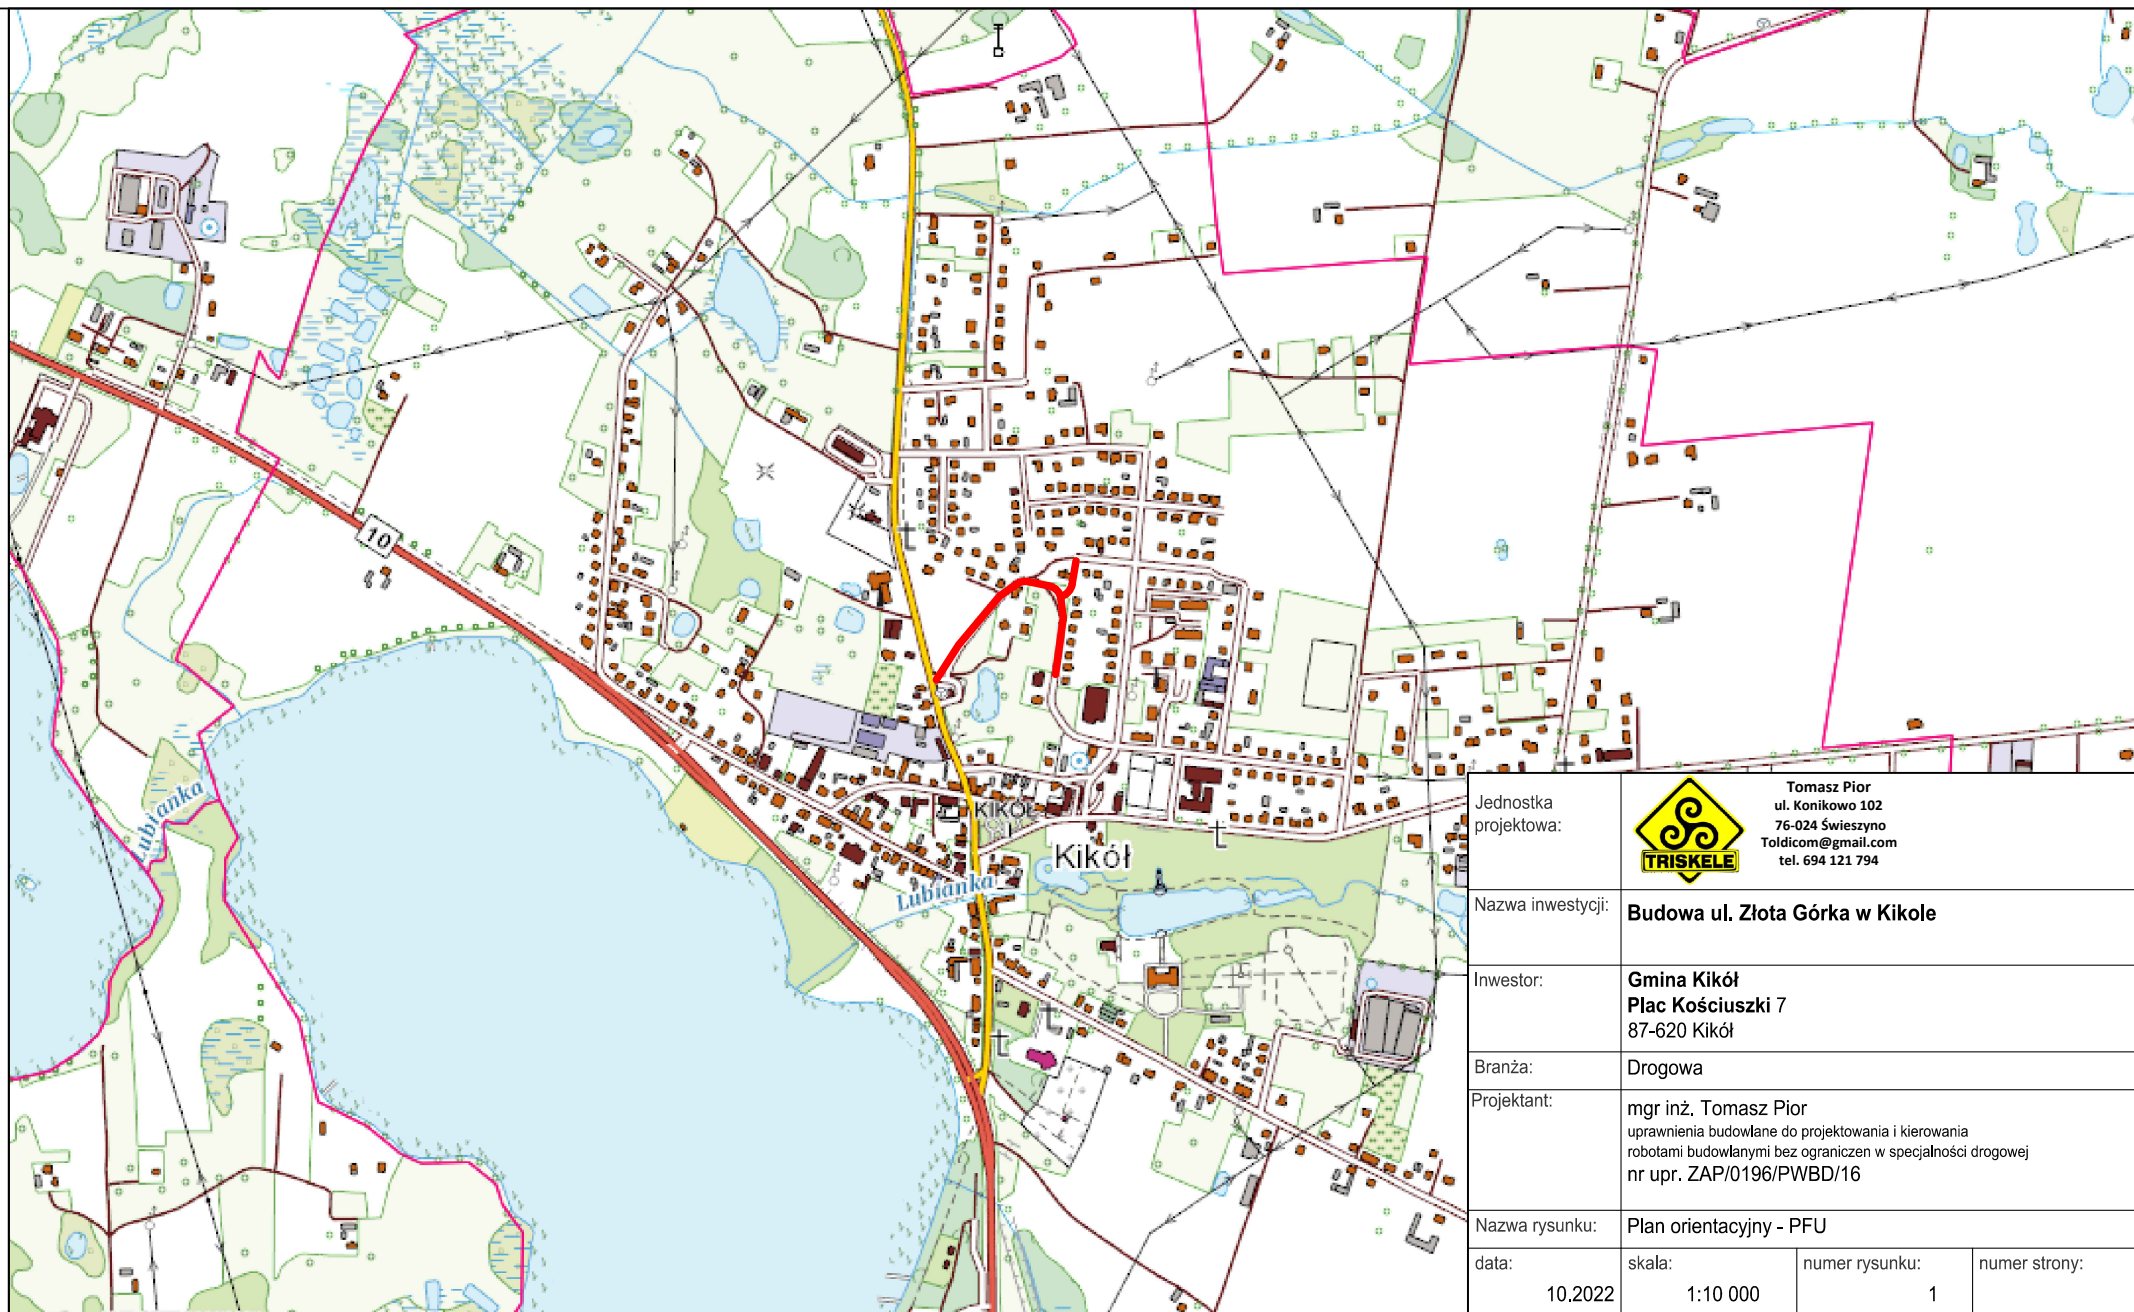 10
KIKÓŁ
Kikół
Lubianka
Lubianka
Jednostka
projektowa:
TRISKELE
Tomasz Pior
ul. Konikowo 102
76-024 Świeszyno
Toldicom@gmail.com
tel. 694 121 794
Nazwa inwestycji:
Budowa ul. Złota Górka w Kikole
Inwestor:
Gmina Kikół
Plac Kościuszki 7
87-620 Kikół
Branża:
Drogowa
Projektant:
mgr inż. Tomasz Pior
uprawnienia budowlane do projektowania i kierowania
robotami budowlanymi bez ograniczen w specjalności drogowej
nr upr. ZAP/0196/PWBD/16
Nazwa rysunku:
Plan orientacyjny - PFU
data:
10.2022
skala:
1:10 000
numer rysunku:
1
numer strony: